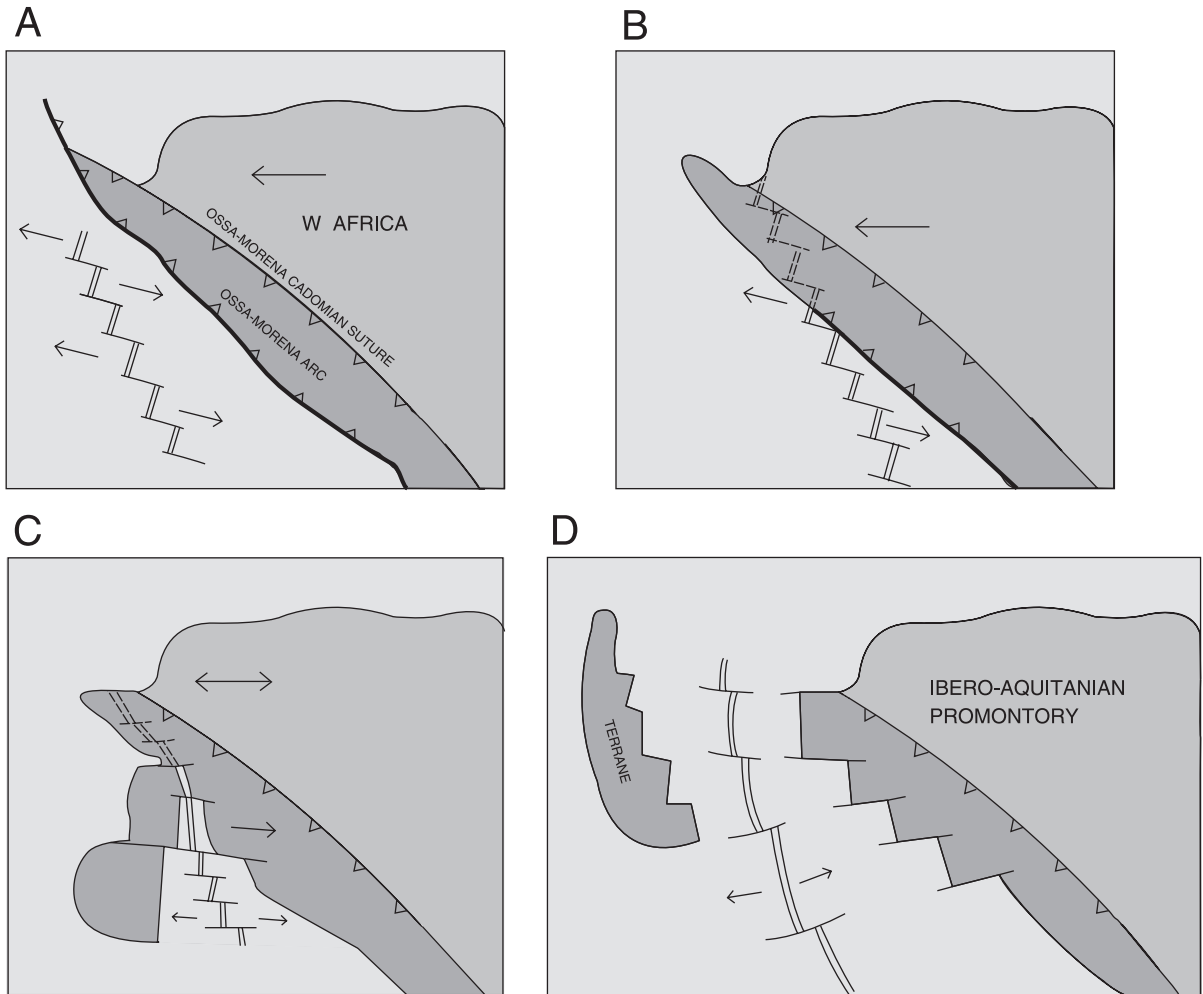 A
B
W AFRICA
OSSA-MORENA CADOMIAN SUTURE
OSSA-MORENA ARC
C
D
IBERO-AQUITANIAN
PROMONTORY
TERRANE